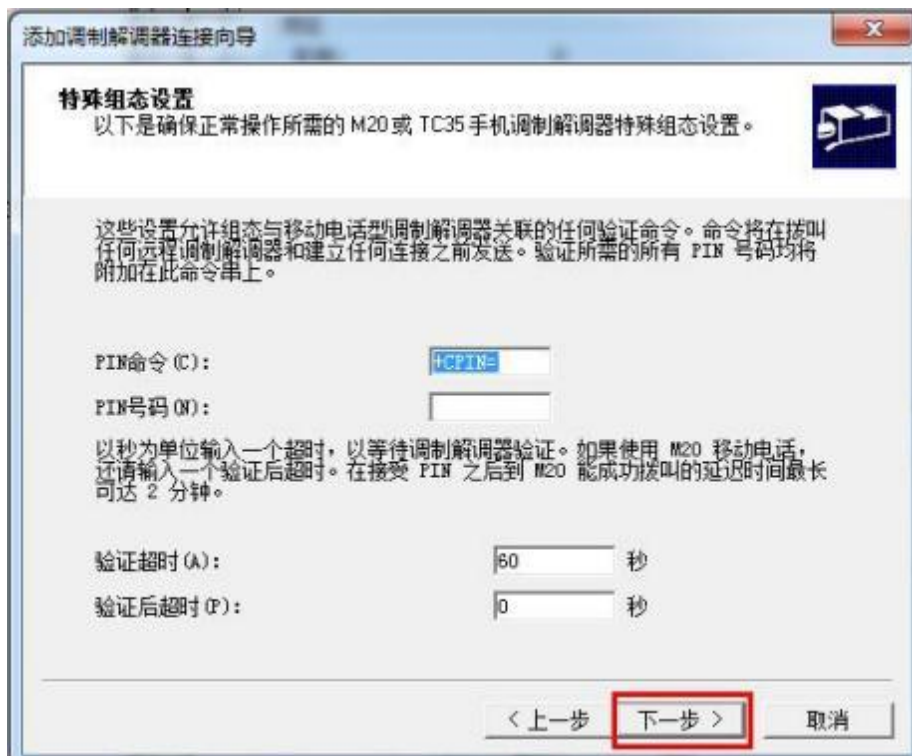 添加调制解调器连接向导
特殊组态设置
以下是确保正常操作所需的 M20 或 TC35 手机调制解调器特殊组态设置。
这些设置允许组态与移动电话型调制解调器关联的任何验证命令。命令将在拨叫
任何远程调制解调器和建立任何连接之前发送。验证所需的所有 PIN 号码均将
附加在此命令串上。
PIN命令(C): +CPIN=
PIN号码(N):
以秒为单位输入一个超时，以等待调制解调器验证。如果使用 M20 移动电话，
还请输入一个验证后超时。在接受 PIN 之后到 M20 能成功拨叫的延迟时间最长
可达 2 分钟。
验证超时(A): 60 秒
验证后超时(P): 0 秒
< 上一步 下一步 > 取消